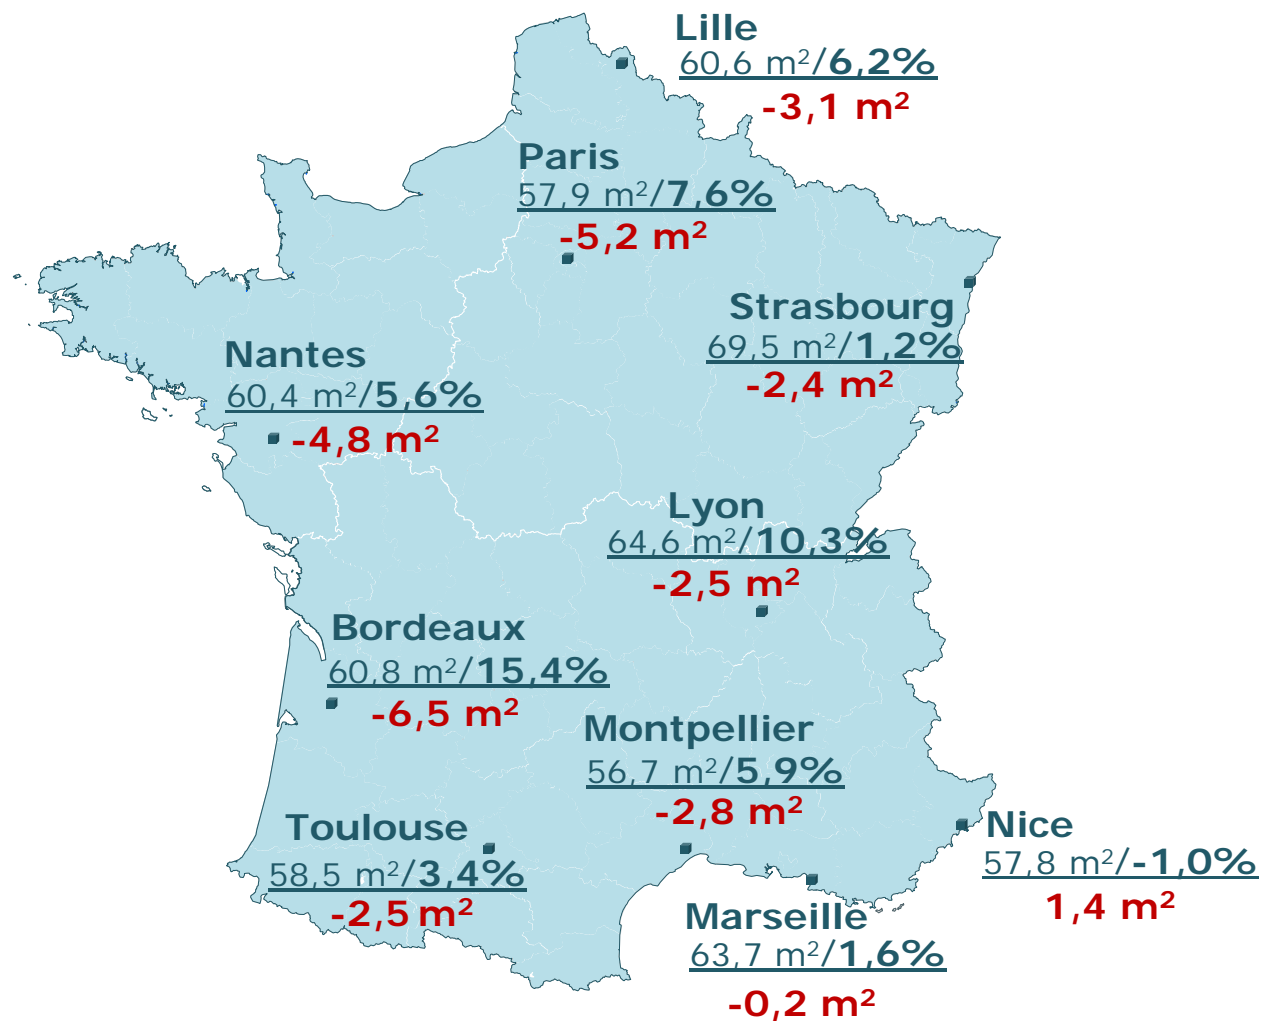 Lille
60,6 m²/6,2%
-3,1 m²
Paris
57,9 m²/7,6%
-5,2 m²
Strasbourg
69,5 m²/1,2%
-2,4 m²
Nantes
60,4 m²/5,6%
-4,8 m²
Lyon
64,6 m²/10,3%
-2,5 m²
Bordeaux
60,8 m²/15,4%
-6,5 m²
Montpellier
56,7 m²/5,9%
-2,8 m²
Toulouse
58,5 m²/3,4%
-2,5 m²
Nice
57,8 m²/-1,0%
1,4 m²
Marseille
63,7 m²/1,6%
-0,2 m²